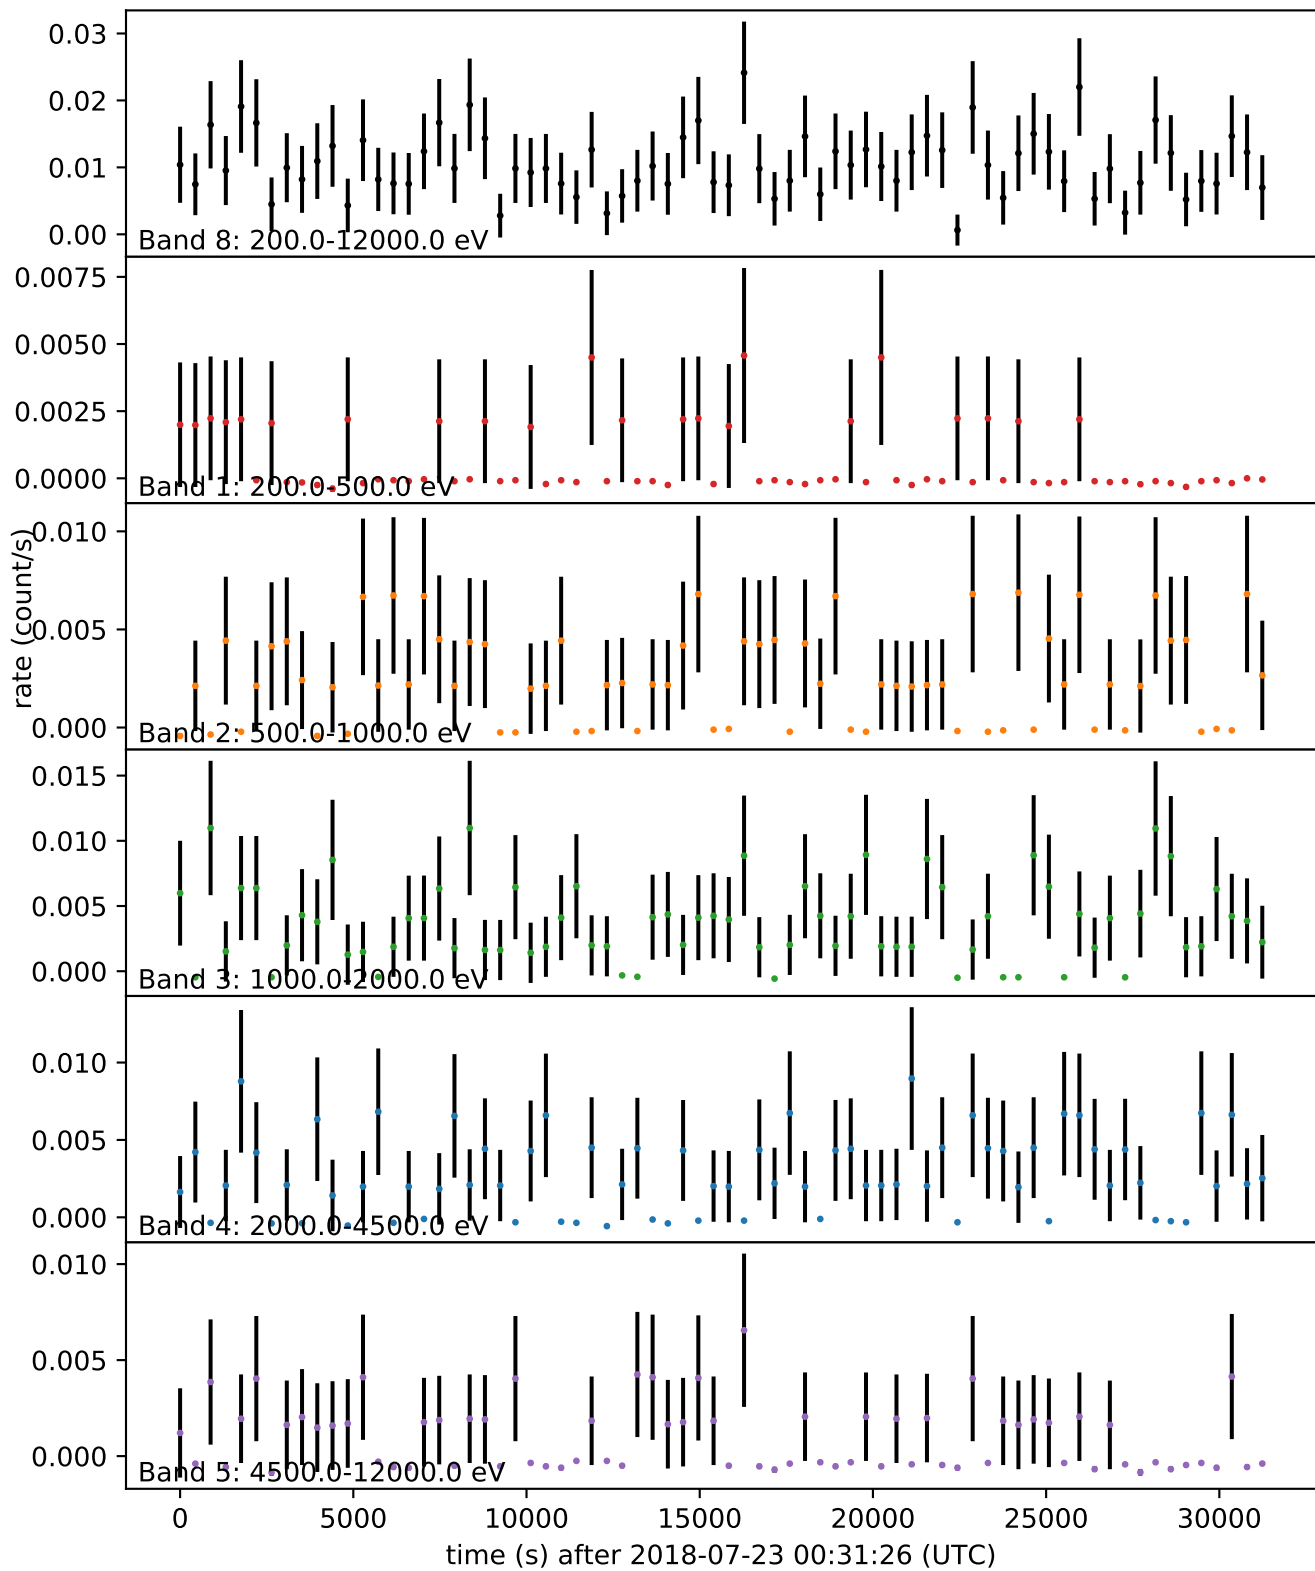 0.03
0.02
0.01
0.00
Band 8: 200.0-12000.0 eV
0.0075
0.0050
0.0025
0.0000
Band 1: 200.0-500.0 eV
rate (count/s)
0.010
0.005
0.000
Band 2: 500.0-1000.0 eV
0.015
0.010
0.005
0.000
Band 3: 1000.0-2000.0 eV
0.010
0.005
0.000
Band 4: 2000.0-4500.0 eV
0.010
0.005
0.000
Band 5: 4500.0-12000.0 eV
0 5000 10000 15000 20000 25000 30000
time (s) after 2018-07-23 00:31:26 (UTC)